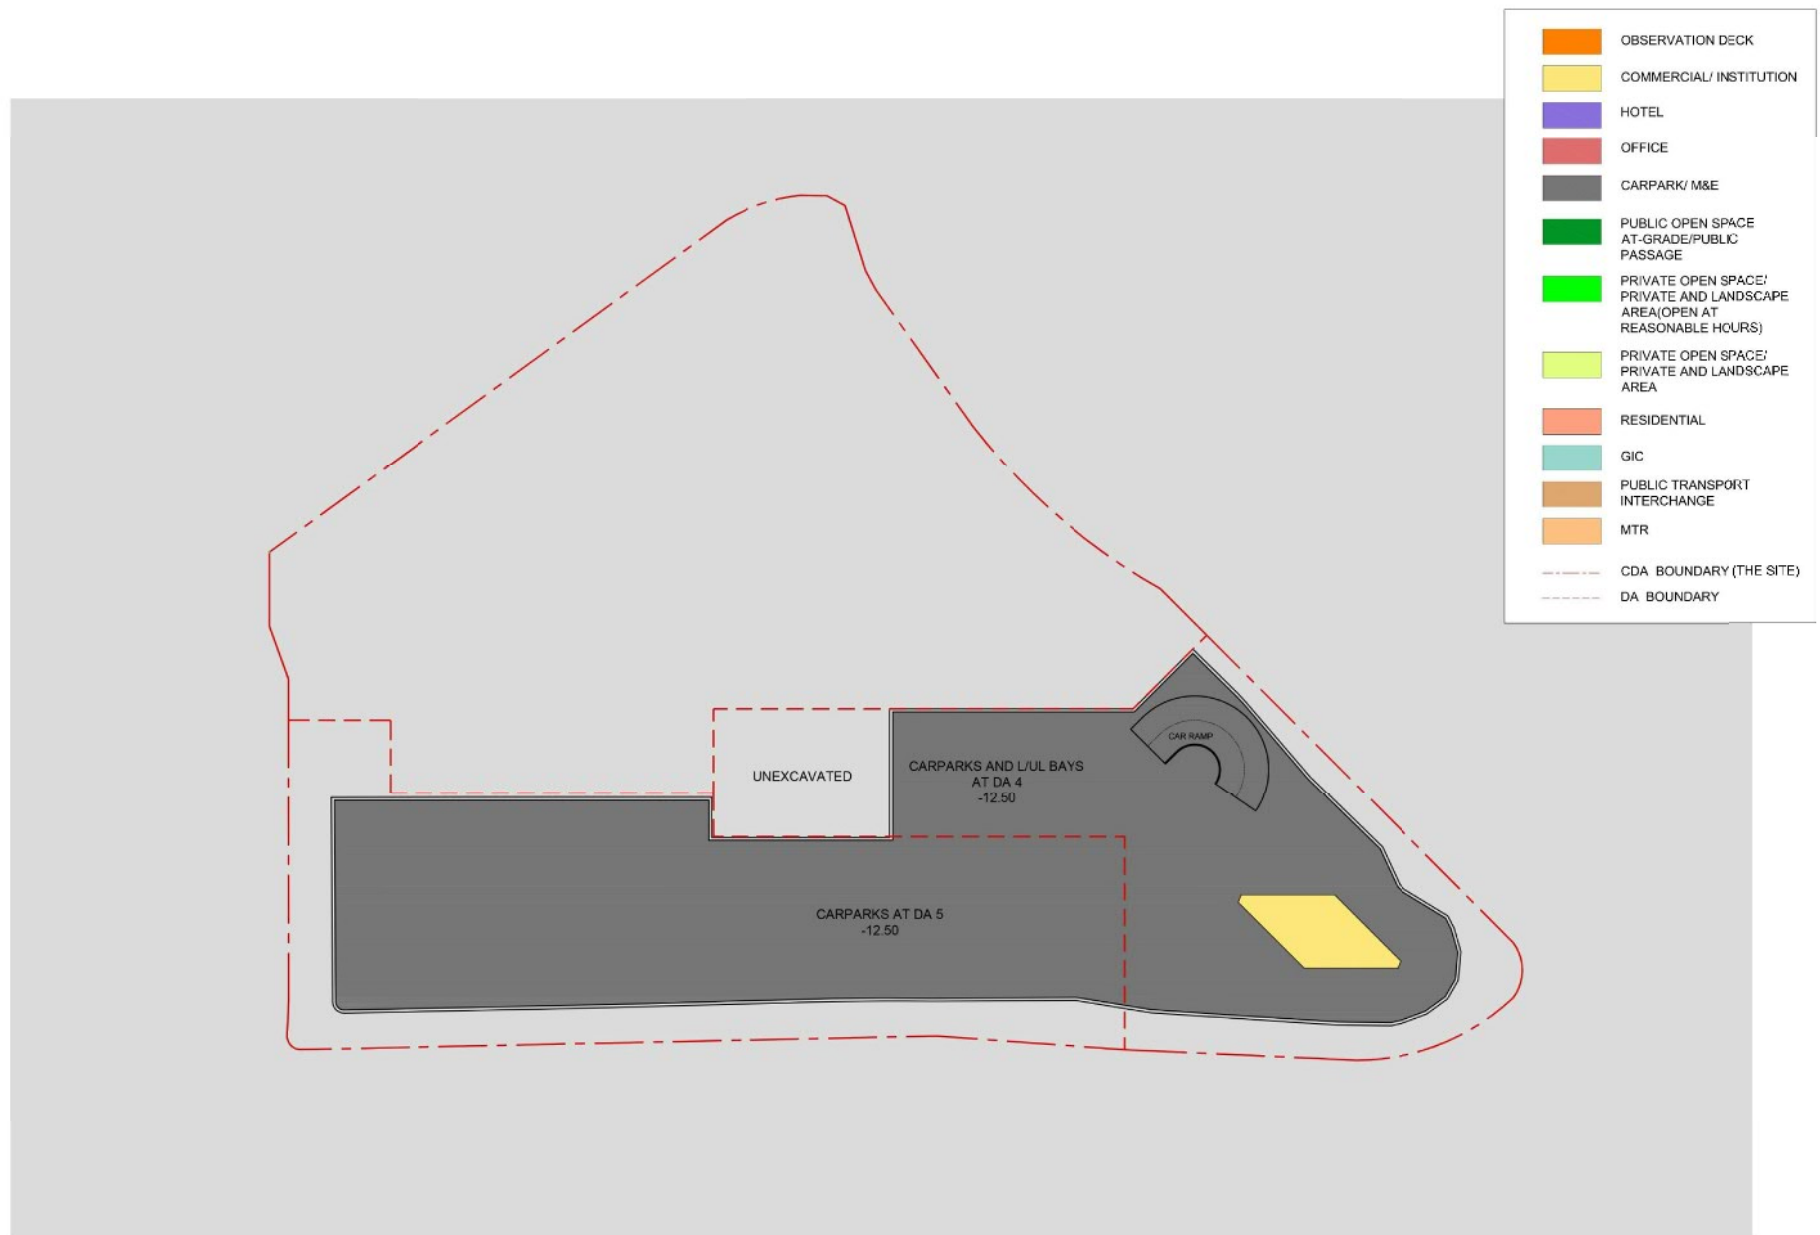 OBSERVATION DECK
COMMERCIAL/ INSTITUTION
HOTEL
OFFICE
CARPARK/ M&E
PUBLIC OPEN SPACE
AT-GRADE/PUBLIC
PASSAGE
PRIVATE OPEN SPACE/
PRIVATE AND LANDSCAPE
AREA(OPEN AT
REASONABLE HOURS)
PRIVATE OPEN SPACE/
PRIVATE AND LANDSCAPE
AREA
RESIDENTIAL
GIC
PUBLIC TRANSPORT
INTERCHANGE
MTR
CDA BOUNDARY (THE SITE)
DA BOUNDARY
CAR RAMP
UNEXCAVATED
CARPARKS AND L/UL BAYS
AT DA 4
-12.50
CARPARKS AT DA 5
-12.50